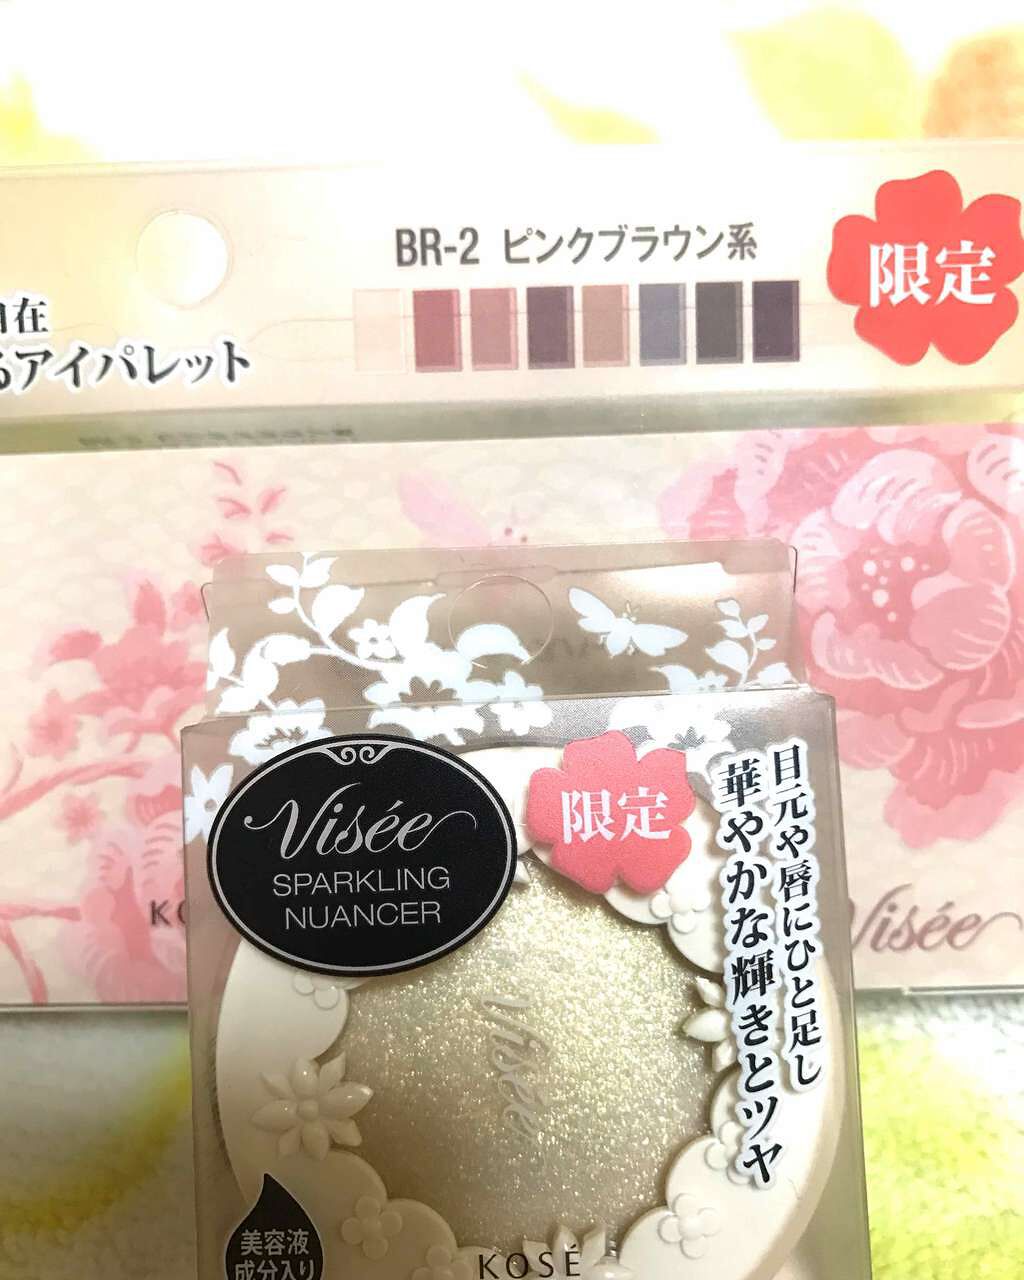 BR-2 ピンクブラウン系
限定
自在
るアイパレット
Visée
SPARKLING
NUANCER
限定
目元や唇にひと足し
華やかな輝きとツヤ
Visée
Visée
KOSÉ
美容液
成分入り